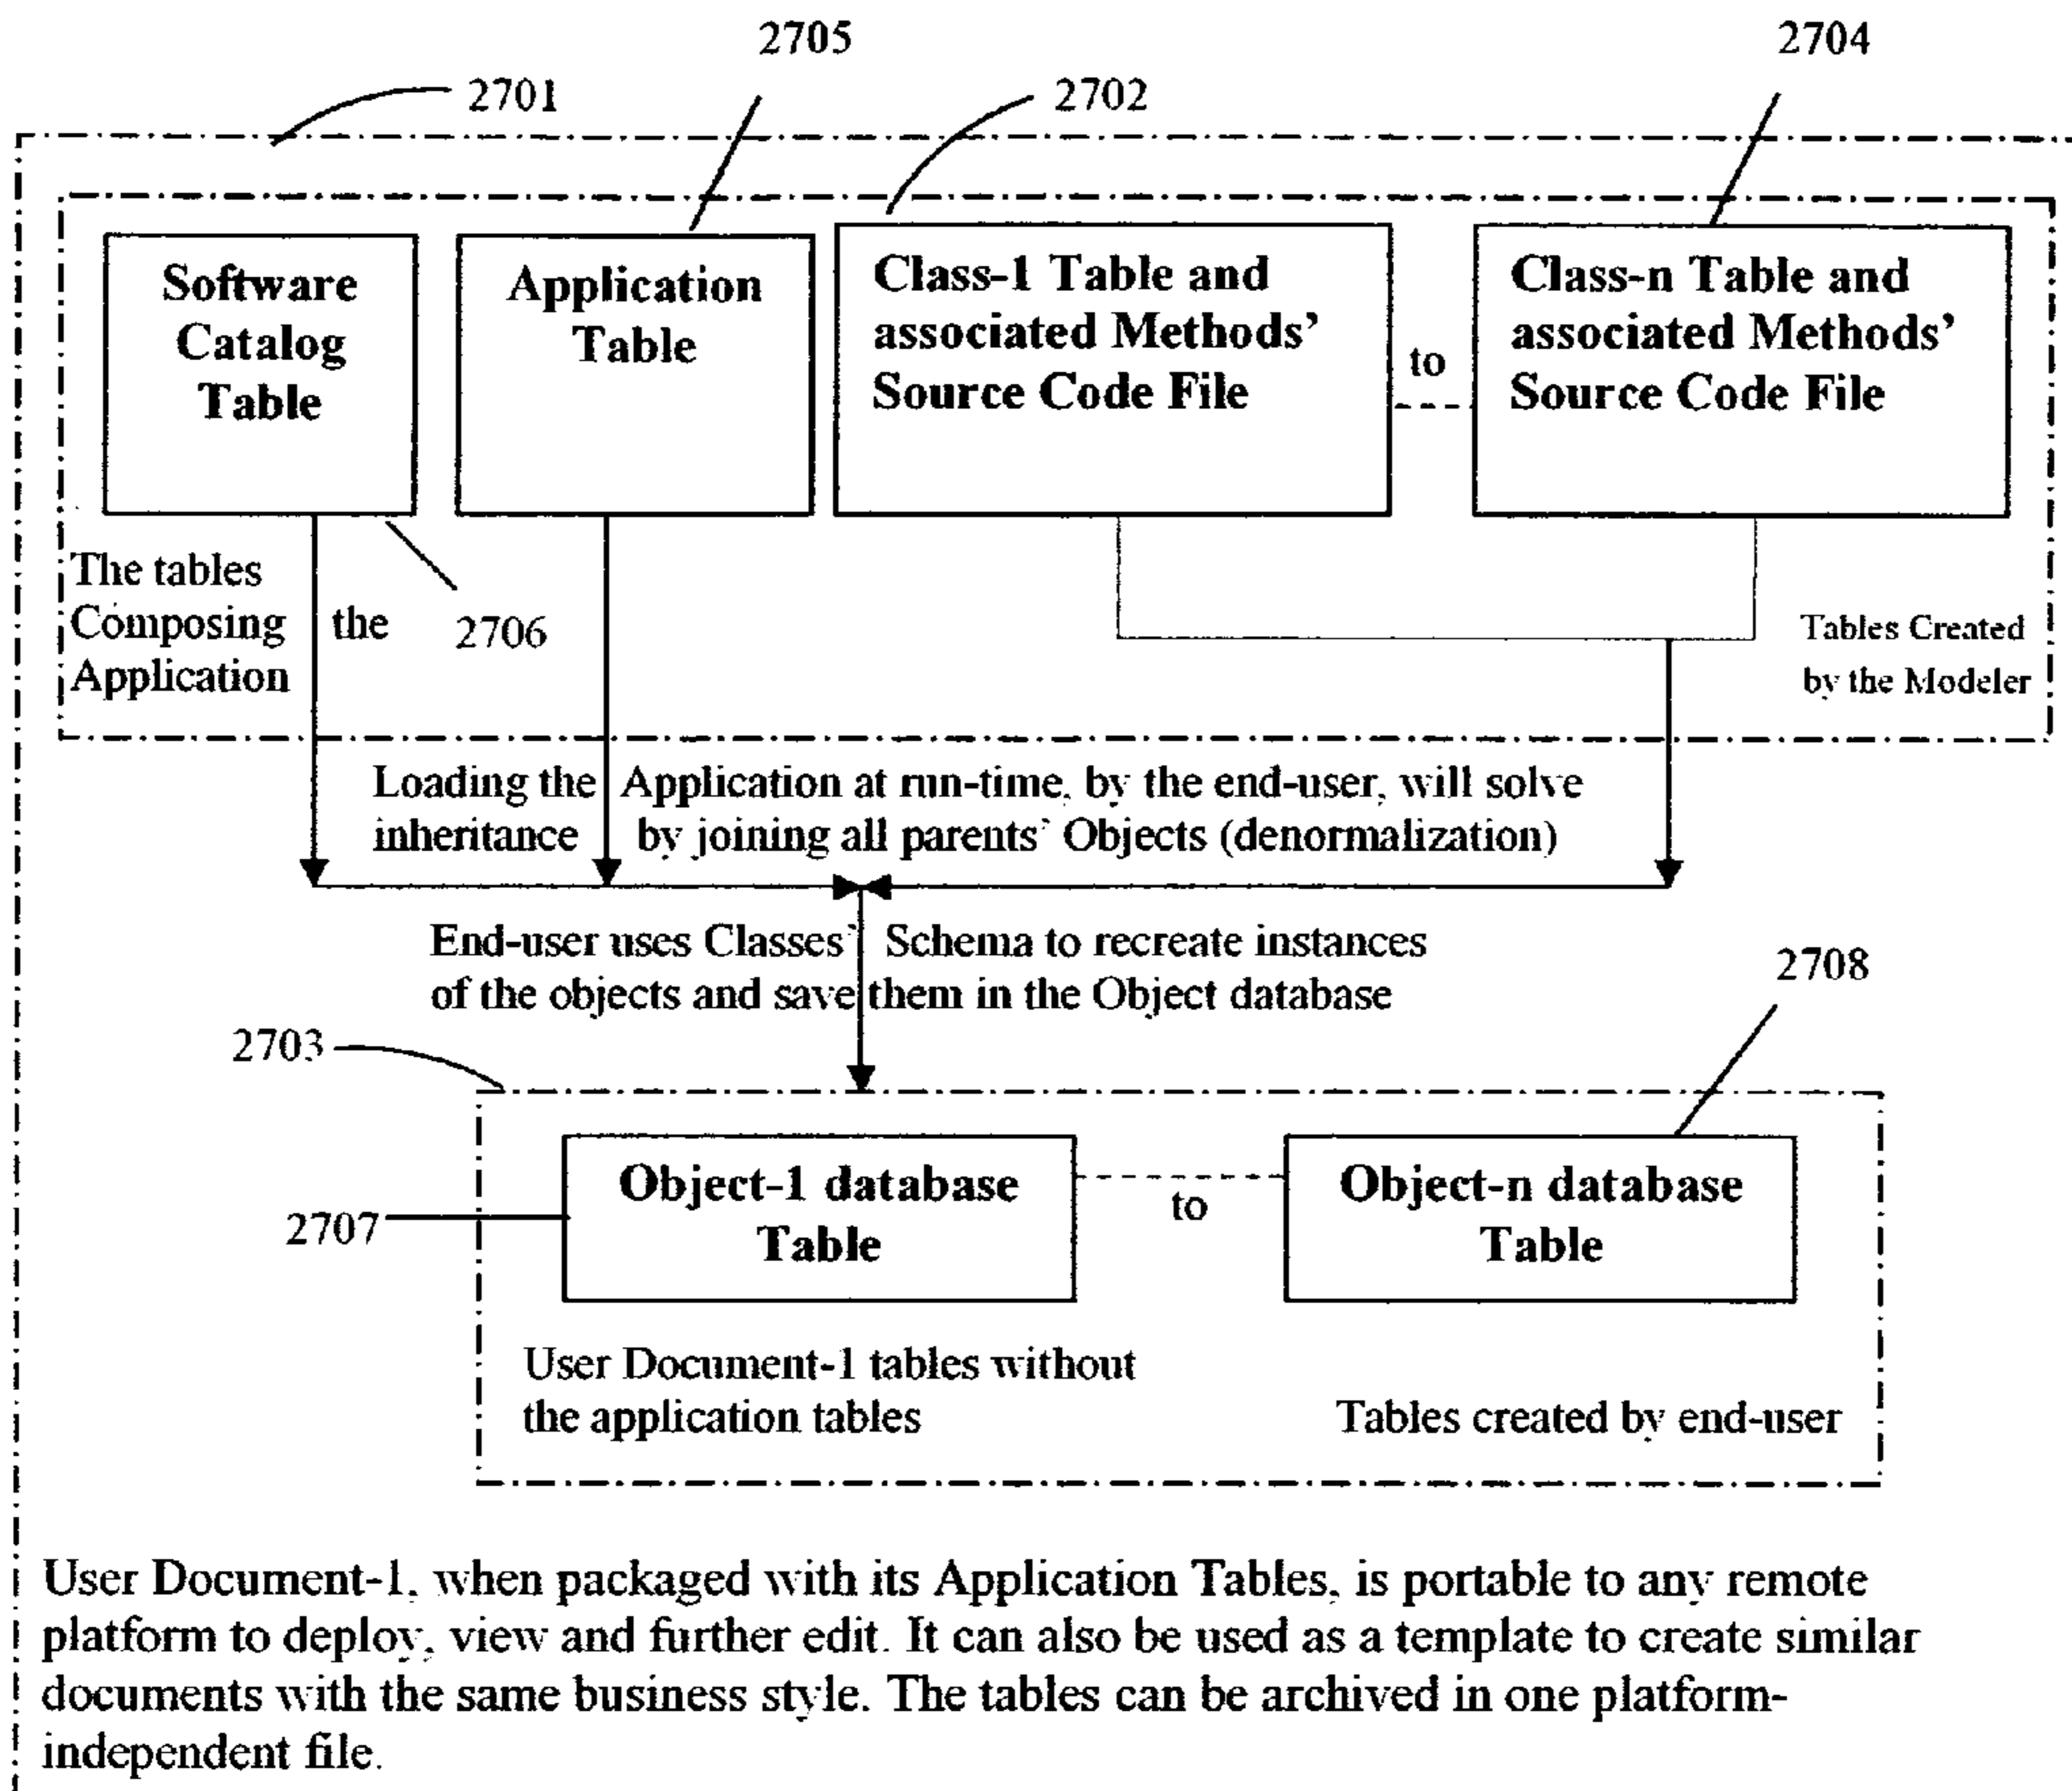 2705
2704
2701
2702
Software
Catalog
Table
Application
Table
Class-1 Table and
associated Methods’
Source Code File
to
Class-n Table and
associated Methods’
Source Code File
The tables
Composing the
Application
2706
Tables Created
by the Modeler
Loading the Application at run-time, by the end-user, will solve
inheritance by joining all parents’ Objects (denormalization)
End-user uses Classes’ Schema to recreate instances
of the objects and save them in the Object database
2708
2703
Object-1 database
Table
to
Object-n database
Table
2707
User Document-1 tables without
the application tables
Tables created by end-user
User Document-1, when packaged with its Application Tables, is portable to any remote
platform to deploy, view and further edit. It can also be used as a template to create similar
documents with the same business style. The tables can be archived in one platform-
independent file.